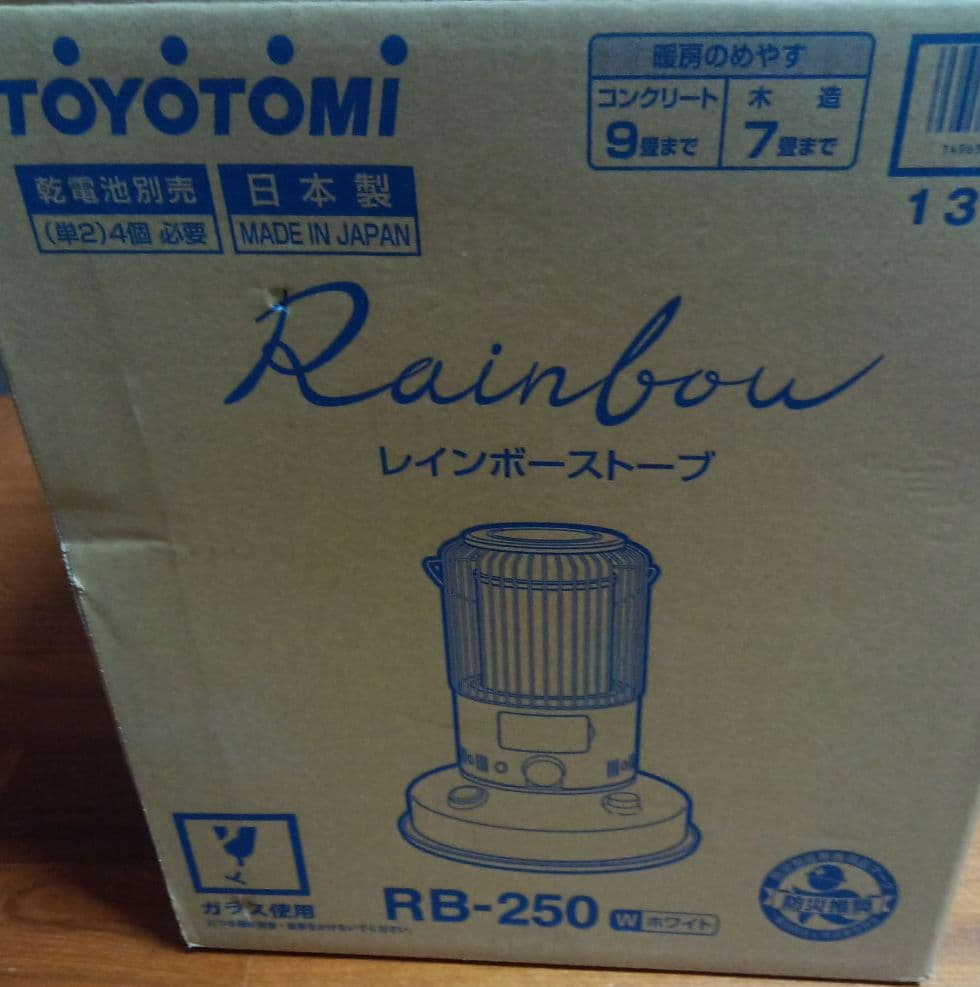 TOYOTOMI
暖房のめやす
コンクリート 木造
9畳まで 7畳まで
13
乾電池別売
(単2)4個 必要
日本製
MADE IN JAPAN
Rainbow
レインボーストーブ
ガラス使用
RB-250 W ホワイト
防災推奨